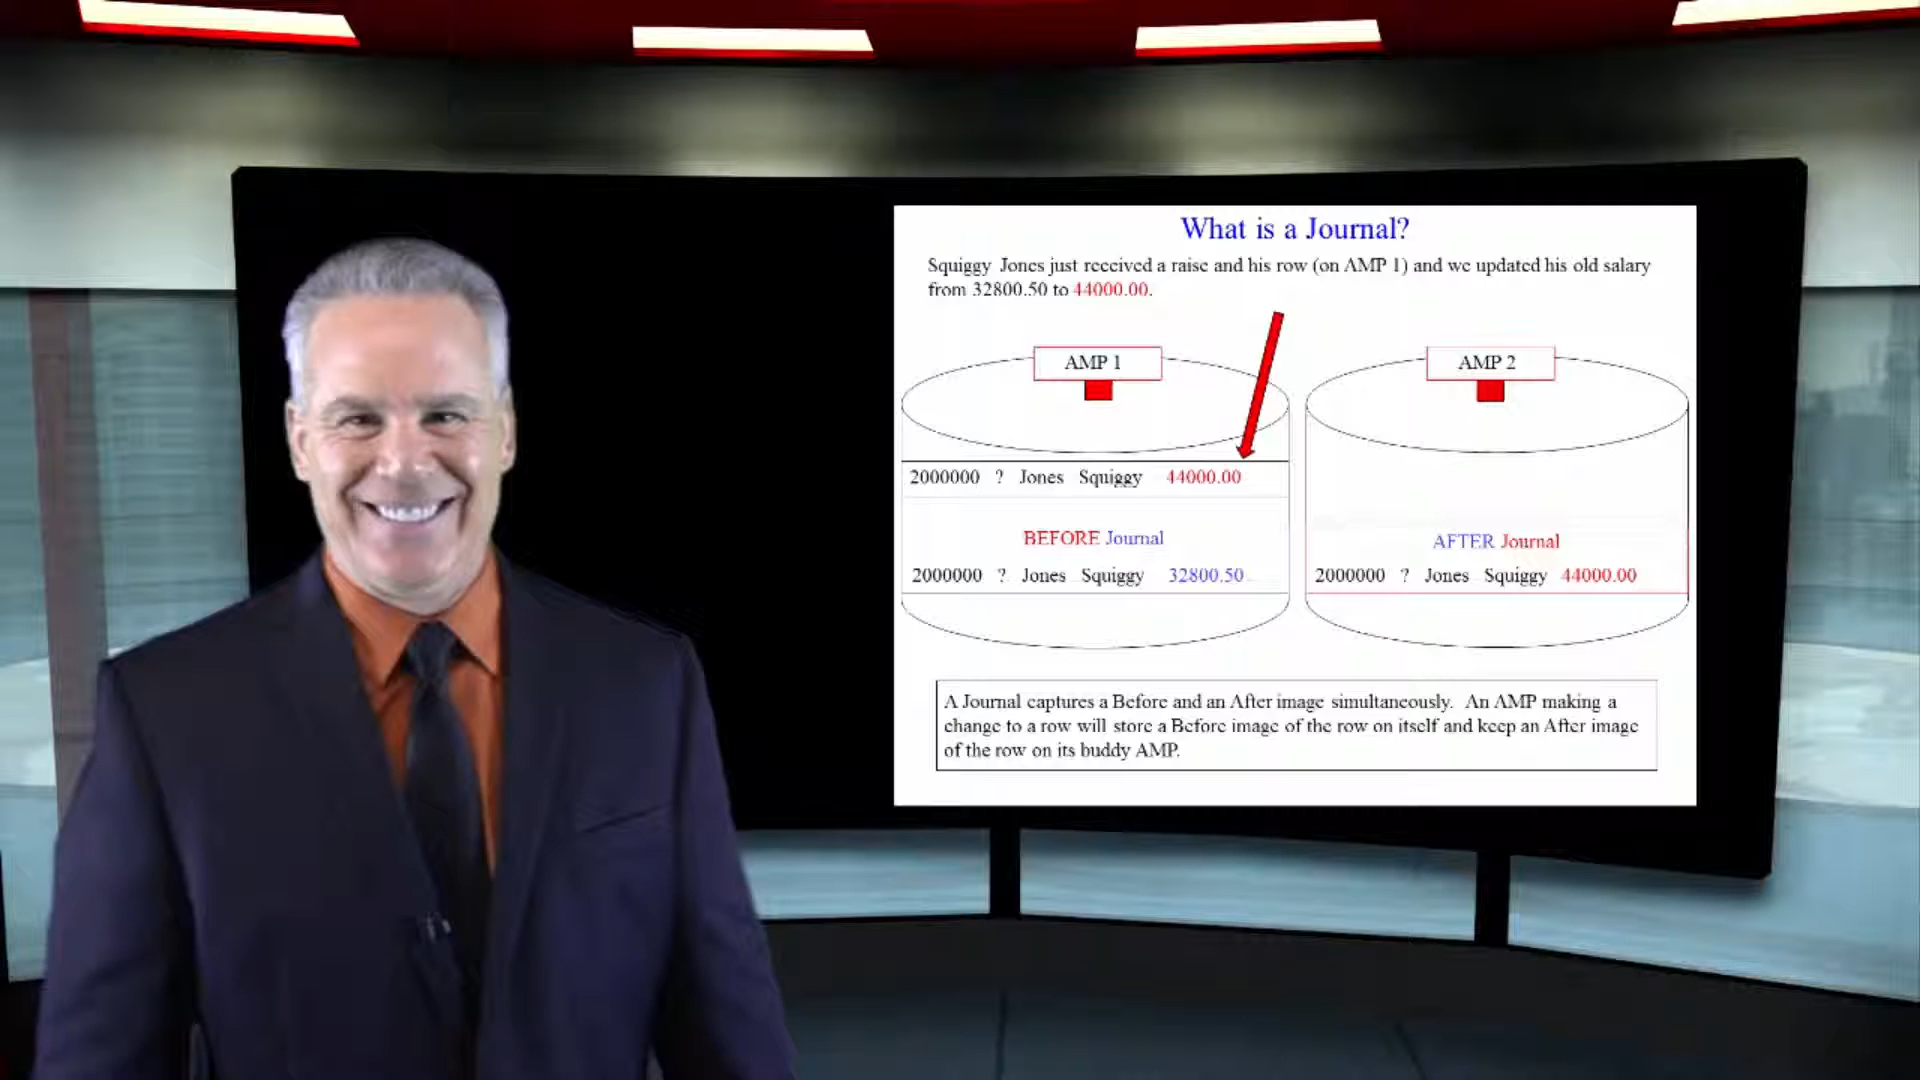 What is a Journal?
Squiggy Jones just received a raise and his row (on AMP 1) and we updated his old salary
from 32800.50 to 44000.00.
AMP 1
AMP 2
2000000 ? Jones Squiggy 44000.00
BEFORE Journal
AFTER Journal
2000000 ? Jones Squiggy 32800.50
2000000 ? Jones Squiggy 44000.00
A Journal captures a Before and an After image simultaneously. An AMP making a
change to a row will store a Before image of the row on itself and keep an After image
of the row on its buddy AMP.